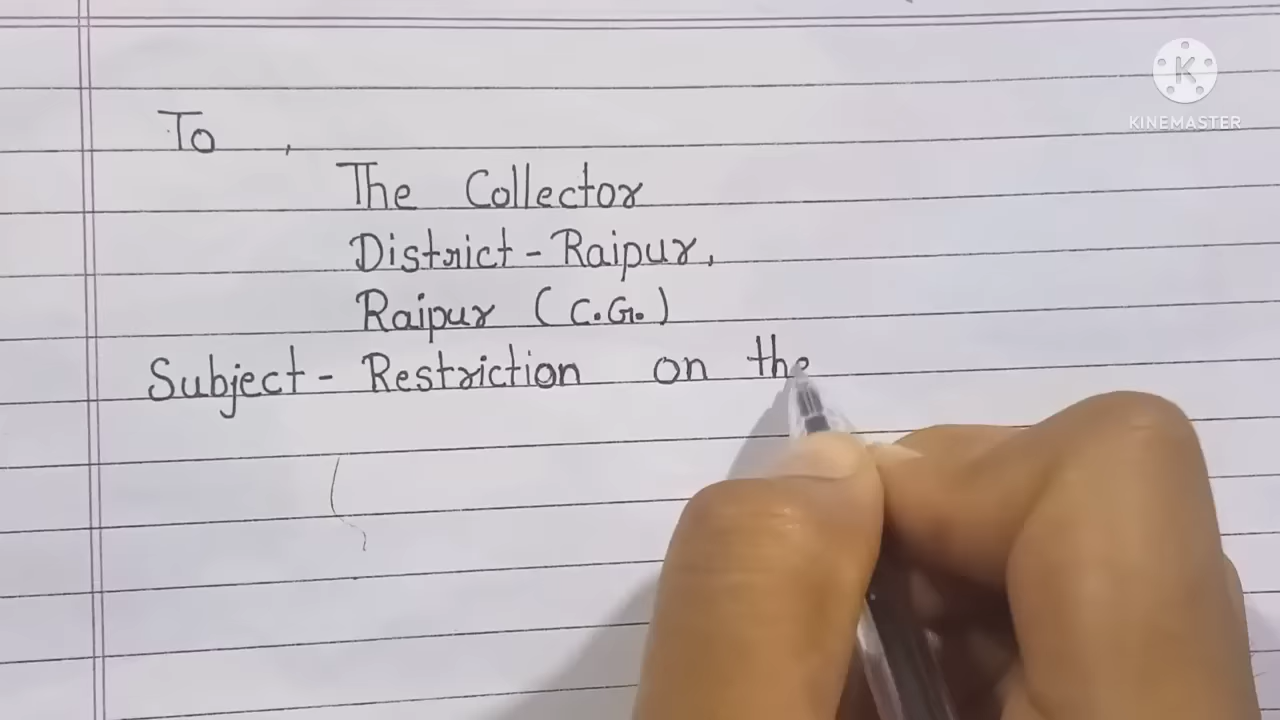 To ,
The Collector
District - Raipur,
Raipur (C.G.)
Subject - Restriction on the
KINEMASTER